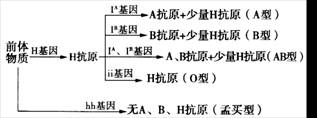 Iᴬ基因
A抗原+少量H抗原（A型）
Iᴮ基因
B抗原+少量H抗原（B型）
前体物质
H基因
H抗原
Iᴬ、Iᴮ基因
A、B抗原+少量H抗原(AB型)
ii基因
H抗原（O型）
hh基因
无A、B、H抗原（孟买型）